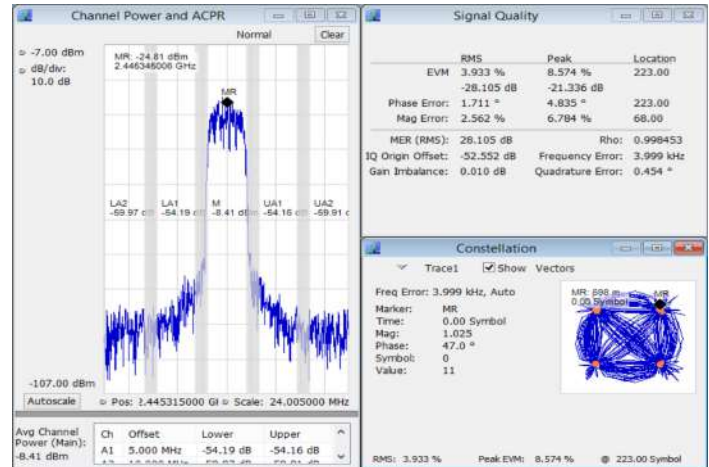 Channel Power and ACPR
Normal
Clear
-7.00 dBm
dB/div:
10.0 dB
MR: -24.81 dBm
2.446345006 GHz
MR
LA2
-59.97 d
LA1
-54.19 d
M
-8.41 d
UA1
-54.16 d
UA2
-59.91 d
-107.00 dBm
Autoscale
Pos: 2.445315000 G
Scale: 24.005000 MHz
Avg Channel
Power (Main):
-8.41 dBm
Ch Offset Lower Upper
A1 5.000 MHz -54.19 dB -54.16 dB
Signal Quality
RMS Peak Location
EVM 3.933 % 8.574 % 223.00
-28.105 dB -21.336 dB
Phase Error: 1.711 ° 4.835 ° 223.00
Mag Error: 2.562 % 6.784 % 68.00
MER (RMS): 28.105 dB Rho: 0.998453
IQ Origin Offset: -52.552 dB Frequency Error: 3.999 kHz
Gain Imbalance: 0.010 dB Quadrature Error: 0.454 °
Constellation
Trace1 Show Vectors
Freq Error: 3.999 kHz, Auto
Marker: MR
Time: 0.00 Symbol
Mag: 1.025
Phase: 47.0 °
Symbol: 0
Value: 11
MR: 698 m
MR
0.00 Symbol
RMS: 3.933 % Peak EVM: 8.574 % @ 223.00 Symbol